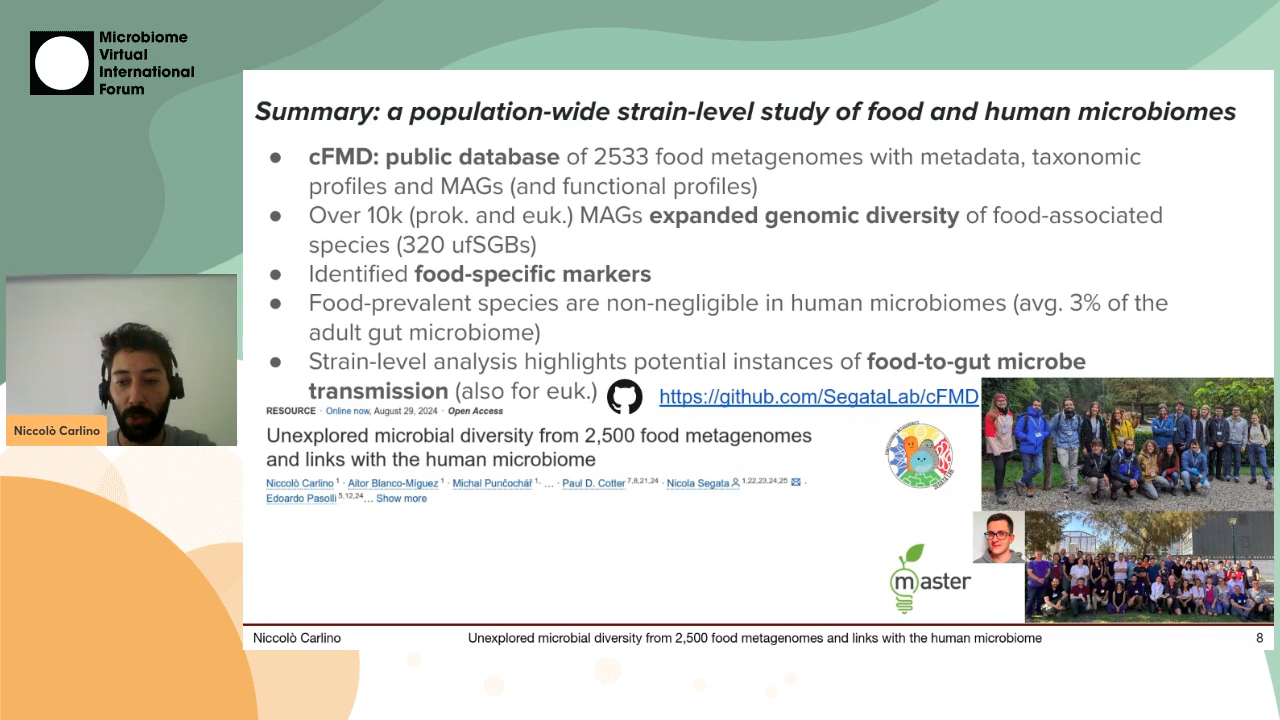 Microbiome
Virtual
International
Forum
Summary: a population-wide strain-level study of food and human microbiomes
● cFMD: public database of 2533 food metagenomes with metadata, taxonomic
profiles and MAGs (and functional profiles)
● Over 10k (prok. and euk.) MAGs expanded genomic diversity of food-associated
species (320 ufSGBs)
● Identified food-specific markers
● Food-prevalent species are non-negligible in human microbiomes (avg. 3% of the
adult gut microbiome)
● Strain-level analysis highlights potential instances of food-to-gut microbe
transmission (also for euk.)
https://github.com/SegataLab/cFMD
RESOURCE · Online now, August 29, 2024 · Open Access
Unexplored microbial diversity from 2,500 food metagenomes
and links with the human microbiome
Niccolò Carlino 1 · Aitor Blanco-Míguez 1 · Michal Punčochář 1 · ... · Paul D. Cotter 7,8,21,24 · Nicola Segata 1,22,23,24,25 ·
Edoardo Pasolli 5,12,24 ... Show more
Niccolò Carlino
master
Niccolò Carlino
Unexplored microbial diversity from 2,500 food metagenomes and links with the human microbiome
8